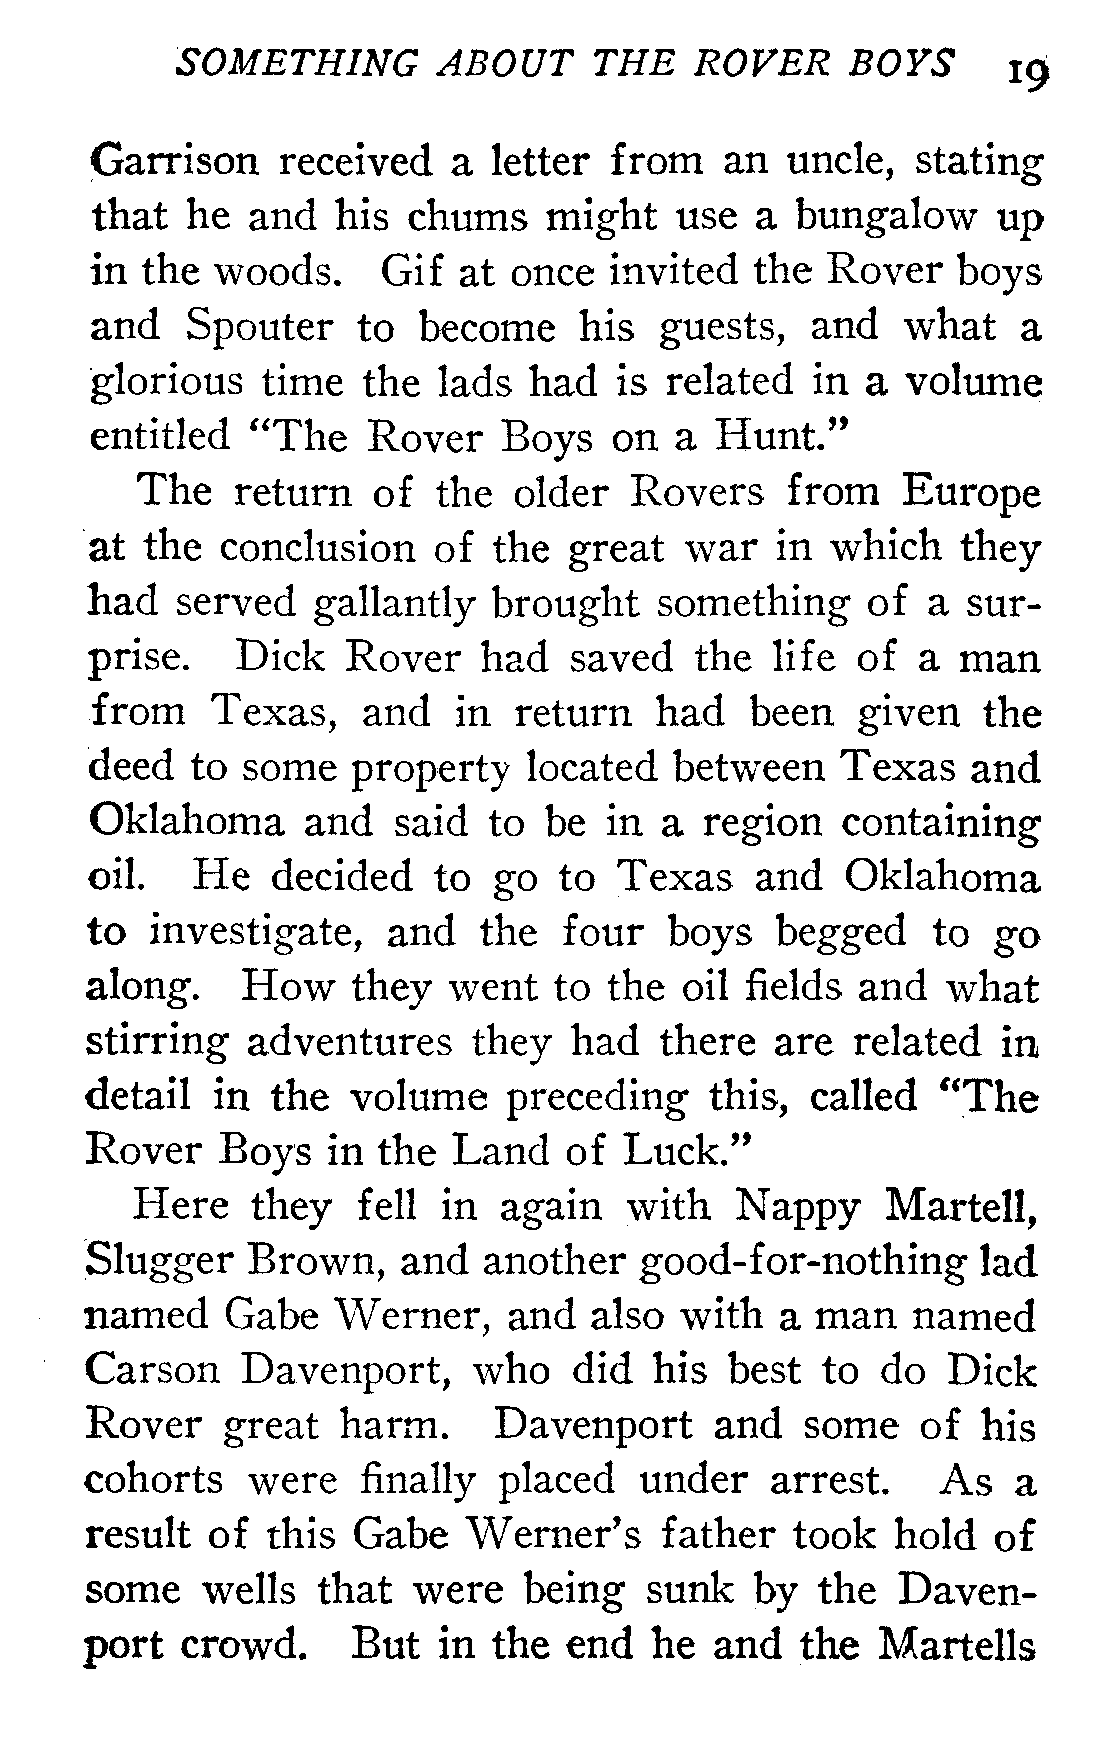 SOMETHING ABOUT THE ROVER BOYS 19
Garrison received a letter from an uncle, stating
that he and his chums might use a bungalow up
in the woods. Gif at once invited the Rover boys
and Spouter to become his guests, and what a
glorious time the lads had is related in a volume
entitled "The Rover Boys on a Hunt."
The return of the older Rovers from Europe
at the conclusion of the great war in which they
had served gallantly brought something of a sur-
prise. Dick Rover had saved the life of a man
from Texas, and in return had been given the
deed to some property located between Texas and
Oklahoma and said to be in a region containing
oil. He decided to go to Texas and Oklahoma
to investigate, and the four boys begged to go
along. How they went to the oil fields and what
stirring adventures they had there are related in
detail in the volume preceding this, called "The
Rover Boys in the Land of Luck."
Here they fell in again with Nappy Martell,
Slugger Brown, and another good-for-nothing lad
named Gabe Werner, and also with a man named
Carson Davenport, who did his best to do Dick
Rover great harm. Davenport and some of his
cohorts were finally placed under arrest. As a
result of this Gabe Werner's father took hold of
some wells that were being sunk by the Daven-
port crowd. But in the end he and the Martells